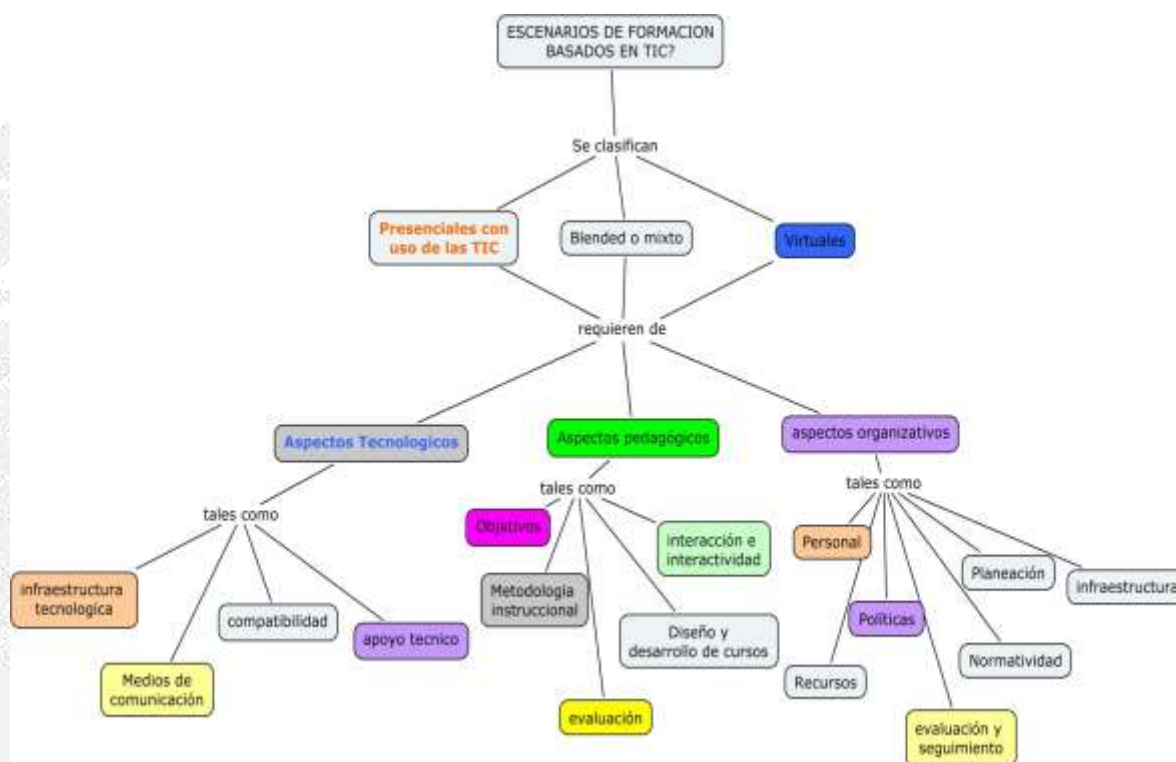 ESCENARIOS DE FORMACION
BASADOS EN TIC?
Se clasifican
Presenciales con
uso de las TIC
Blended o mixto
Virtuales
requieren de
Aspectos Tecnologicos
Aspectos pedagógicos
aspectos organizativos
tales como
infraestructura
tecnologica
Medios de
comunicación
compatibilidad
apoyo tecnico
tales como
Objetivos
Metodologia
instruccional
evaluación
Diseño y
desarrollo de cursos
interacción e
interactividad
tales como
Personal
Recursos
Políticas
evaluación y
seguimiento
Normatividad
Planeación
infraestructura